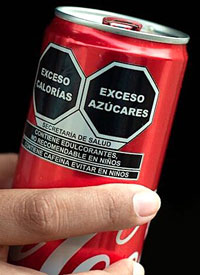 EXCESO
CALORÍAS
EXCESO
AZÚCARES
SECRETARÍA DE SALUD
CONTIENE EDULCORANTES,
NO RECOMENDABLE EN NIÑOS
CONTIENE CAFEÍNA EVITAR EN NIÑOS